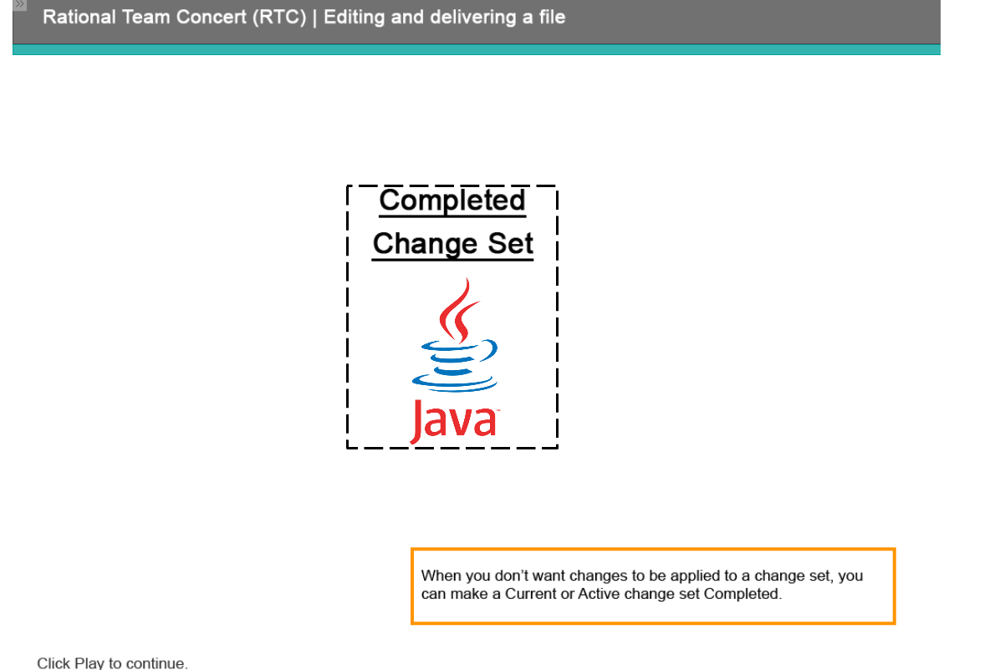 Rational Team Concert (RTC) | Editing and delivering a file
Completed
Change Set
Java™
When you don't want changes to be applied to a change set, you
can make a Current or Active change set Completed.
Click Play to continue.